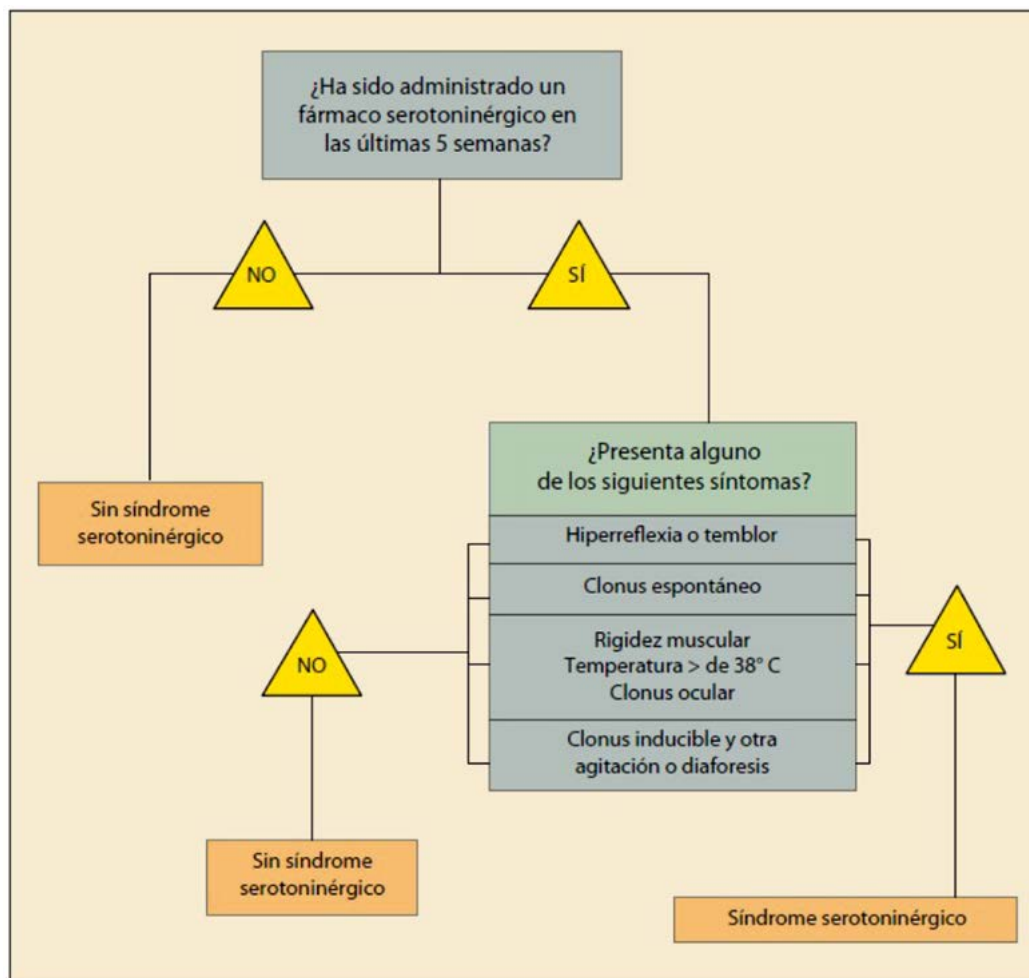 ¿Ha sido administrado un
fármaco serotoninérgico en
las últimas 5 semanas?
NO
SÍ
Sin síndrome
serotoninérgico
¿Presenta alguno
de los siguientes síntomas?
Hiperreflexia o temblor
Clonus espontáneo
Rigidez muscular
Temperatura > de 38° C
Clonus ocular
Clonus inducible y otra
agitación o diaforesis
NO
SÍ
Sin síndrome
serotoninérgico
Síndrome serotoninérgico